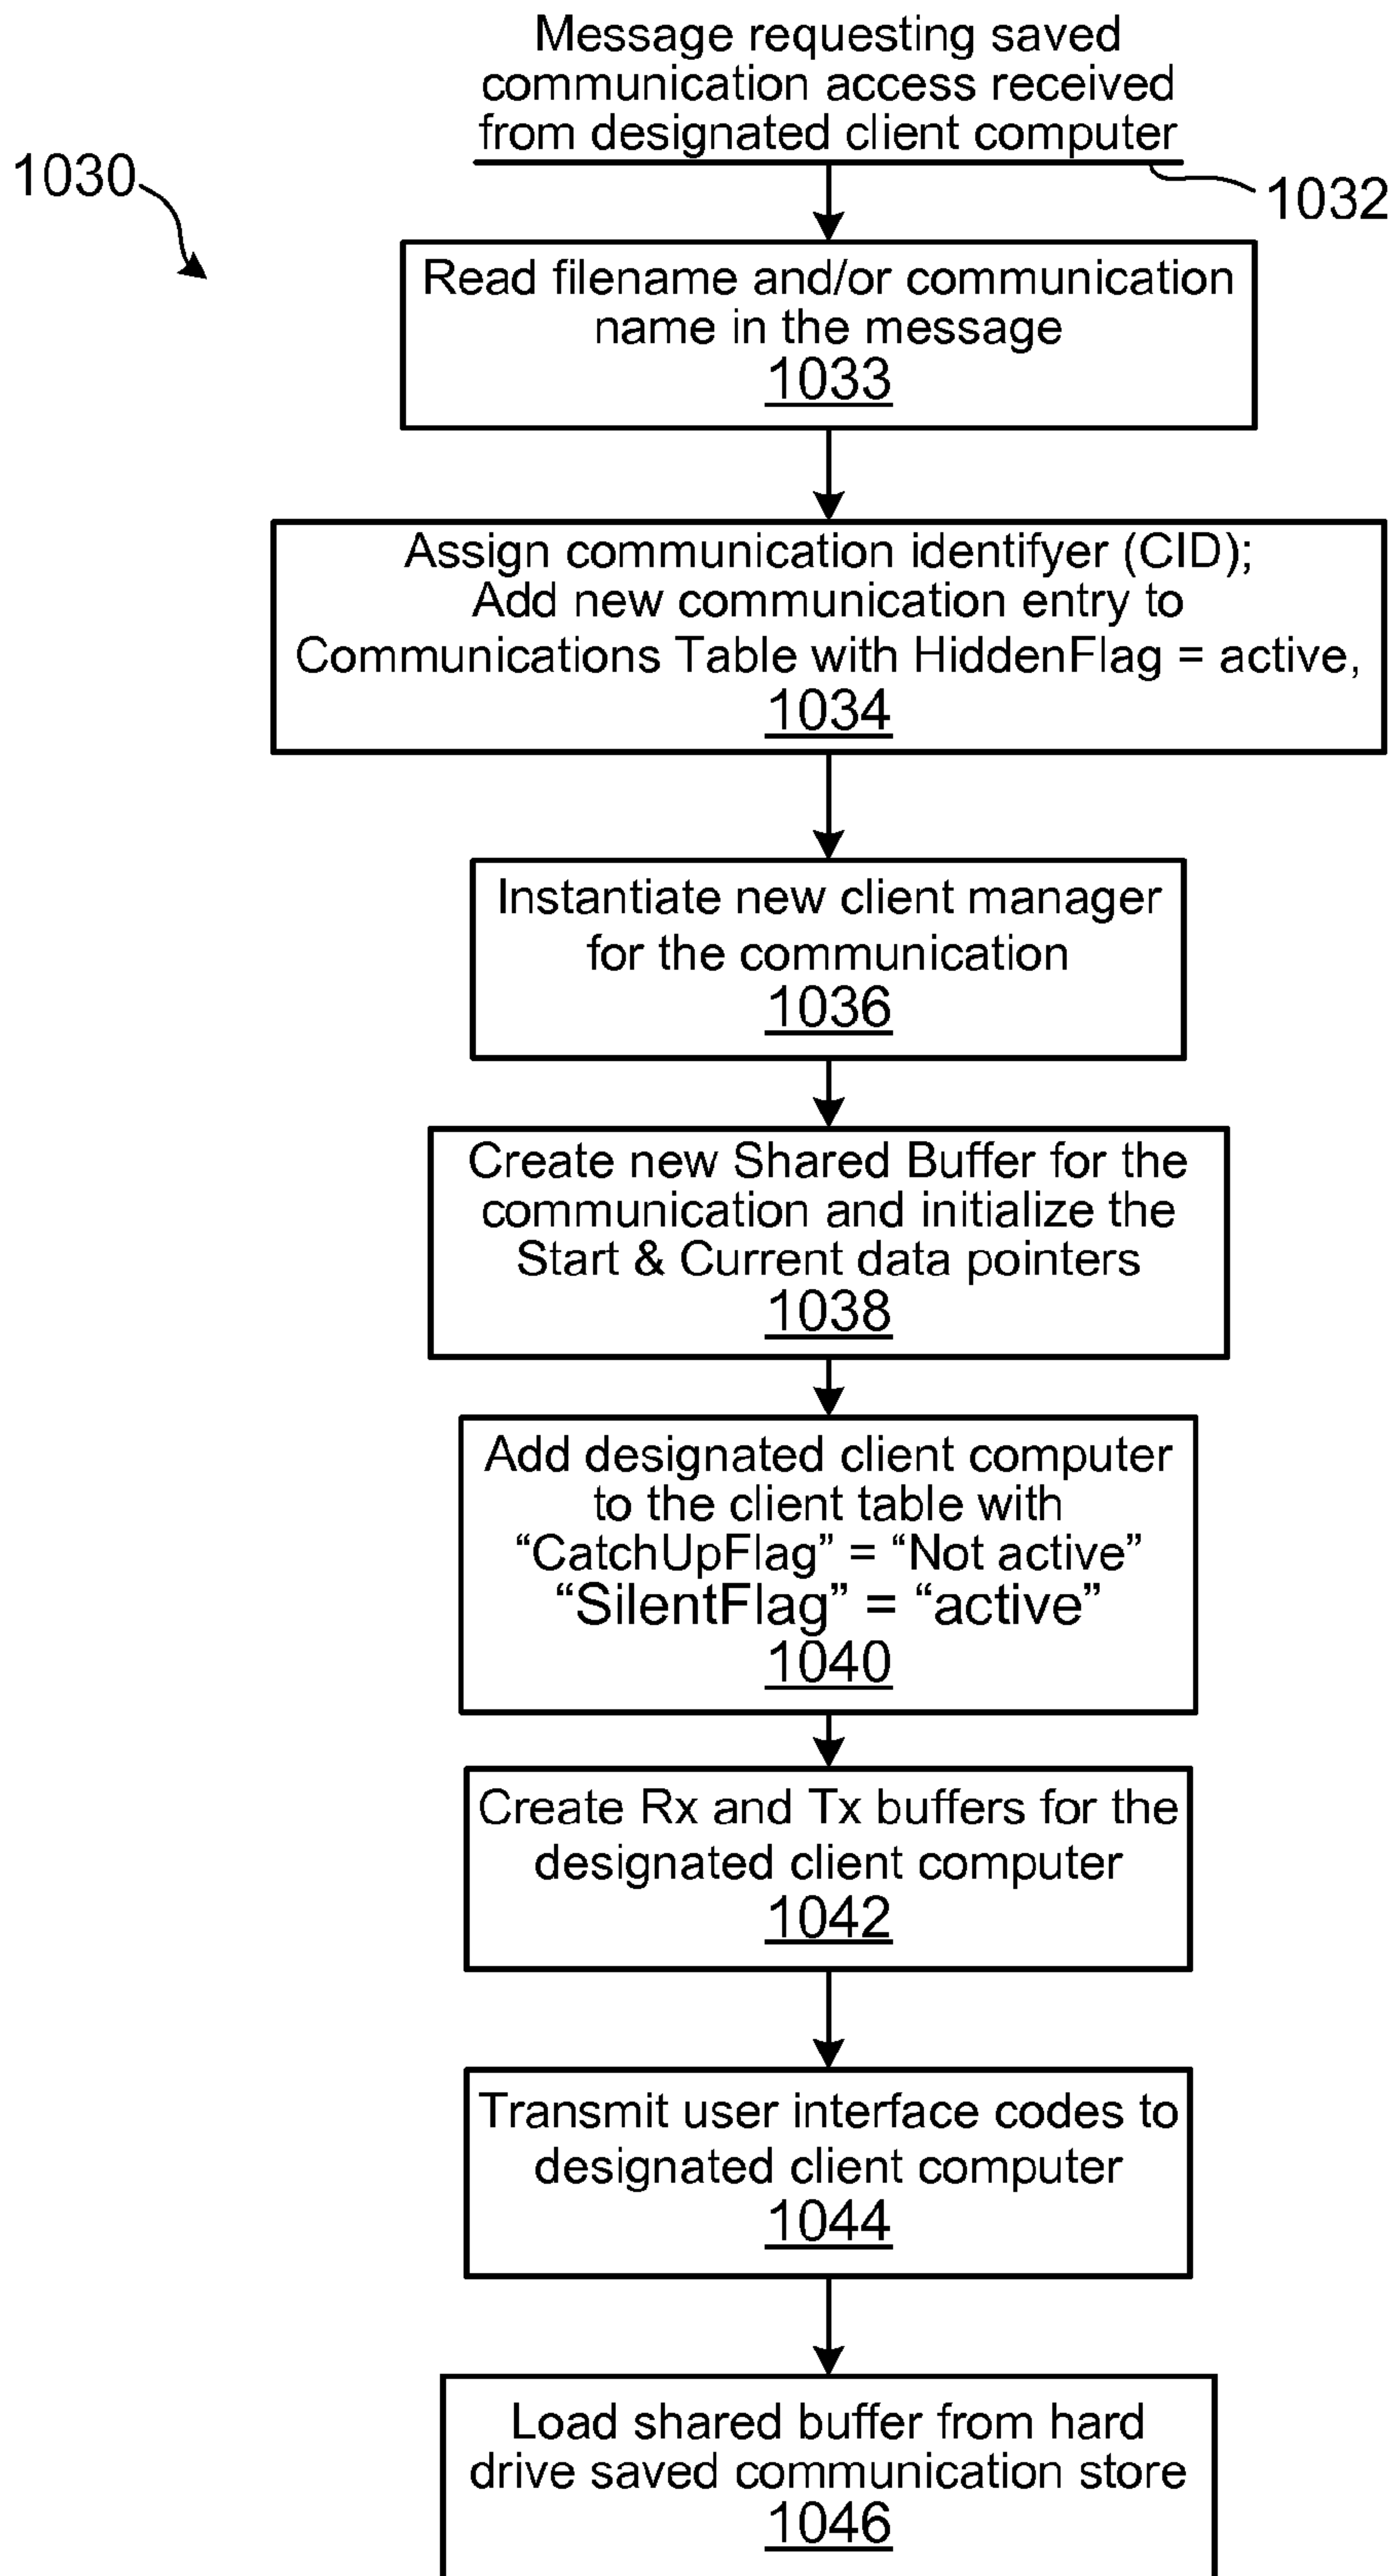 Message requesting saved
communication access received
from designated client computer
1030
1032
Read filename and/or communication
name in the message
1033
Assign communication identifyer (CID);
Add new communication entry to
Communications Table with HiddenFlag = active,
1034
Instantiate new client manager
for the communication
1036
Create new Shared Buffer for the
communication and initialize the
Start & Current data pointers
1038
Add designated client computer
to the client table with
“CatchUpFlag” = “Not active”
“SilentFlag” = “active”
1040
Create Rx and Tx buffers for the
designated client computer
1042
Transmit user interface codes to
designated client computer
1044
Load shared buffer from hard
drive saved communication store
1046